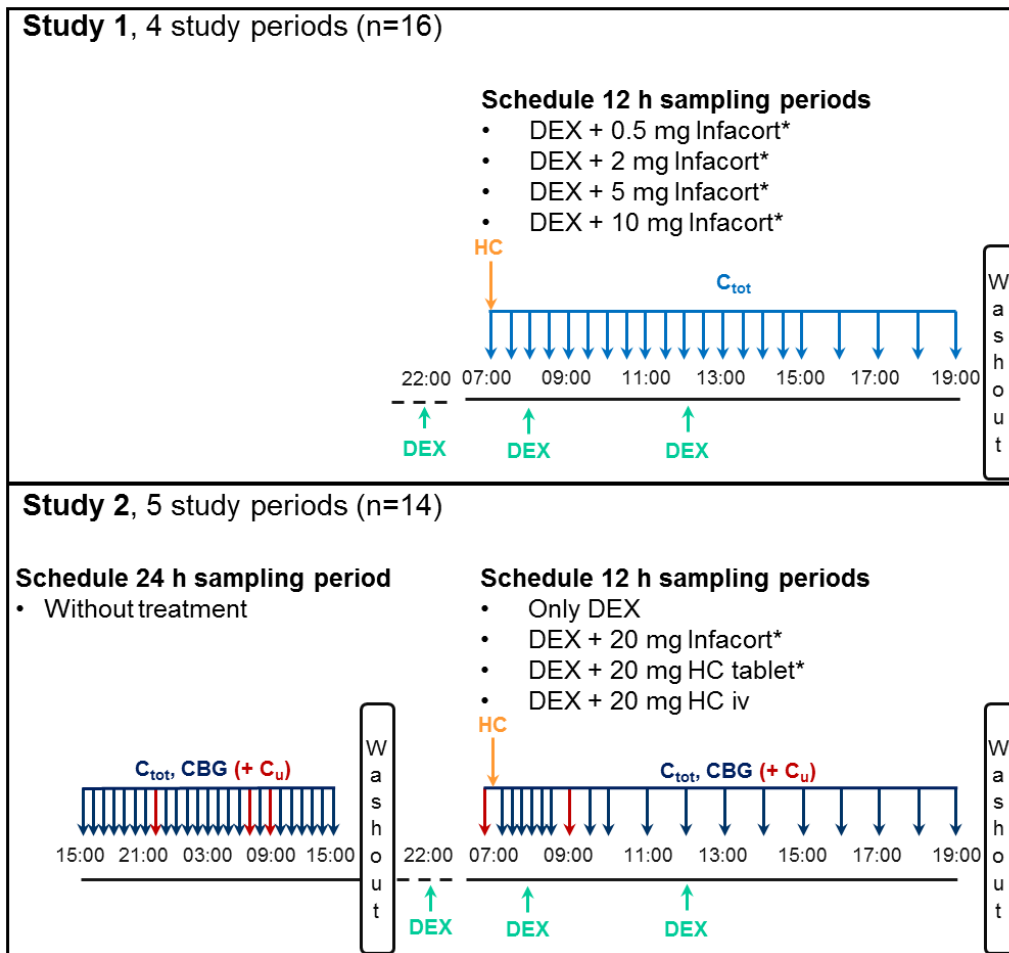 Study 1, 4 study periods (n=16)
Schedule 12 h sampling periods
• DEX + 0.5 mg Infacort*
• DEX + 2 mg Infacort*
• DEX + 5 mg Infacort*
• DEX + 10 mg Infacort*
HC
Ctot
22:00 07:00 09:00 11:00 13:00 15:00 17:00 19:00
DEX DEX DEX
Washout
Study 2, 5 study periods (n=14)
Schedule 24 h sampling period
• Without treatment
Ctot, CBG (+ Cu)
15:00 21:00 03:00 09:00 15:00
Washout
Schedule 12 h sampling periods
• Only DEX
• DEX + 20 mg Infacort*
• DEX + 20 mg HC tablet*
• DEX + 20 mg HC iv
HC
Ctot, CBG (+ Cu)
22:00 07:00 09:00 11:00 13:00 15:00 17:00 19:00
DEX DEX DEX
Washout